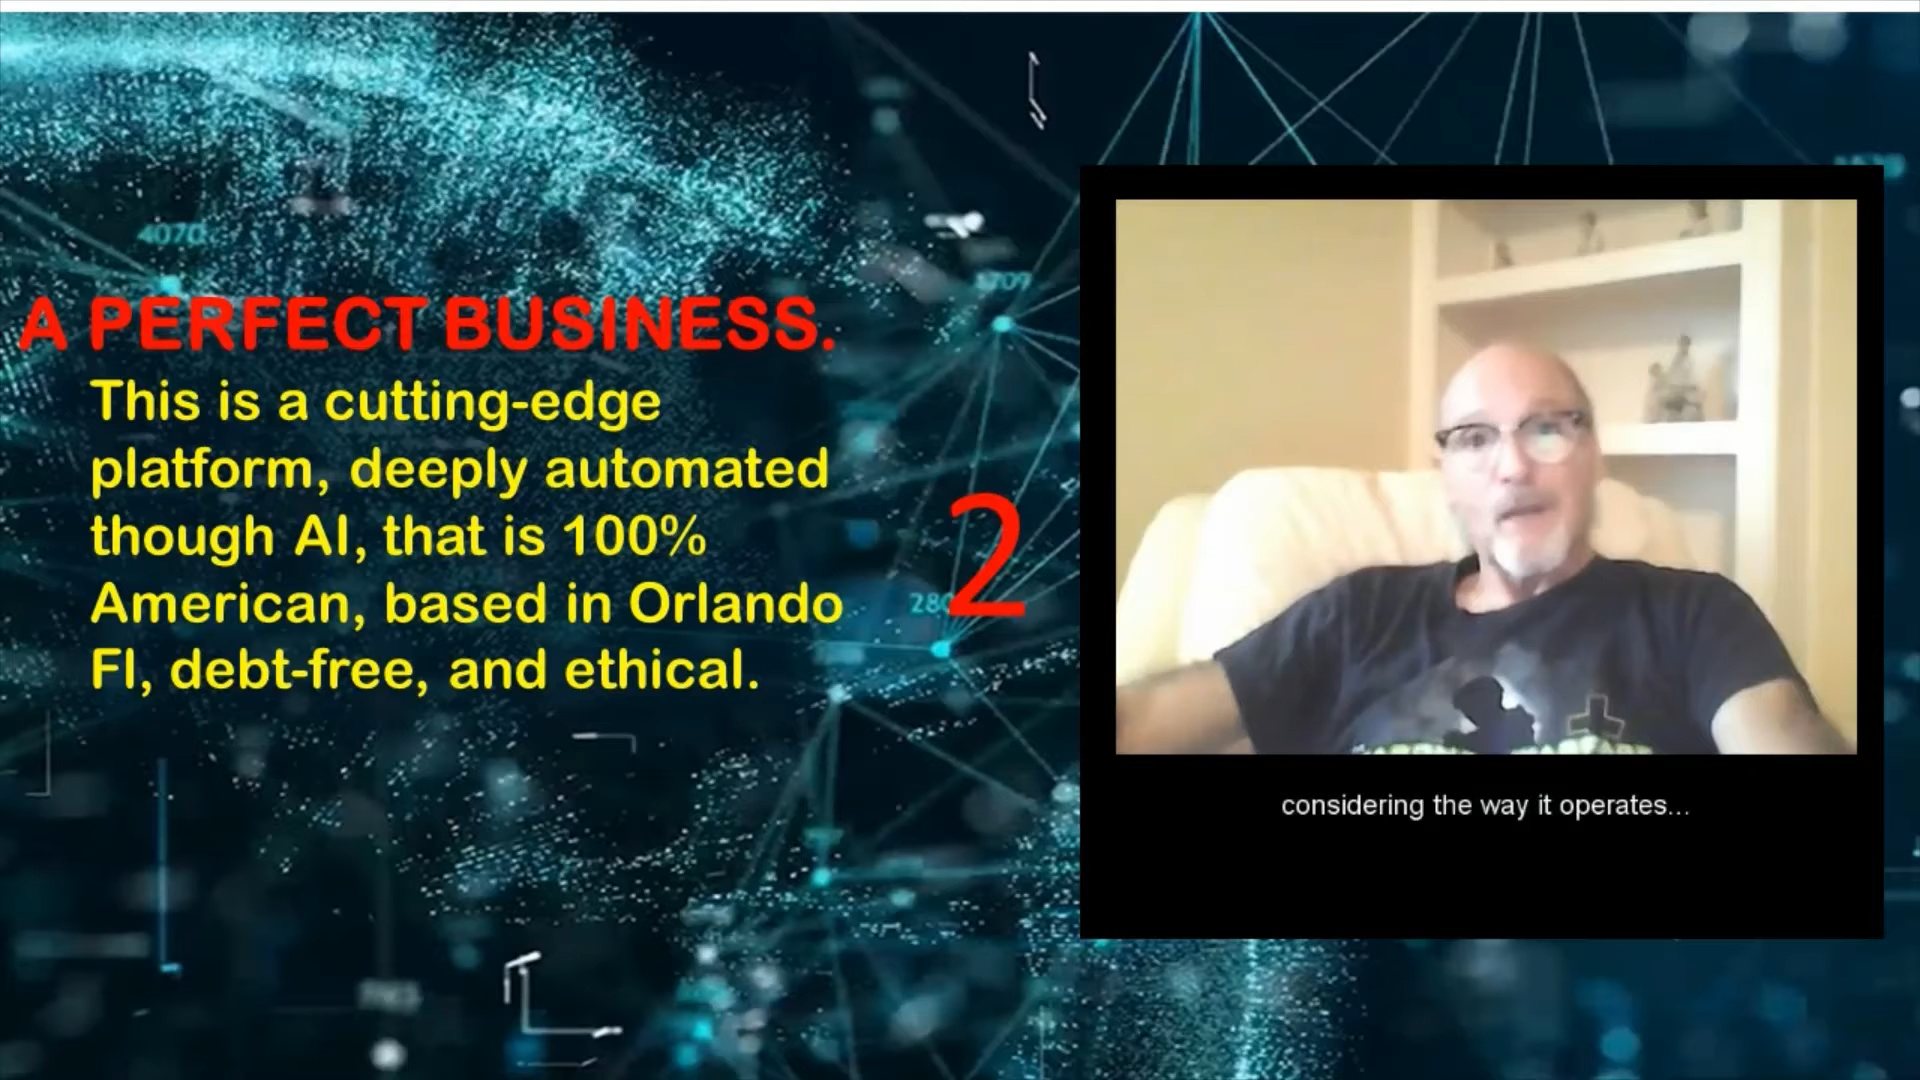 4070
A PERFECT BUSINESS.
This is a cutting-edge
platform, deeply automated
though AI, that is 100%
American, based in Orlando
Fl, debt-free, and ethical.
2
considering the way it operates...